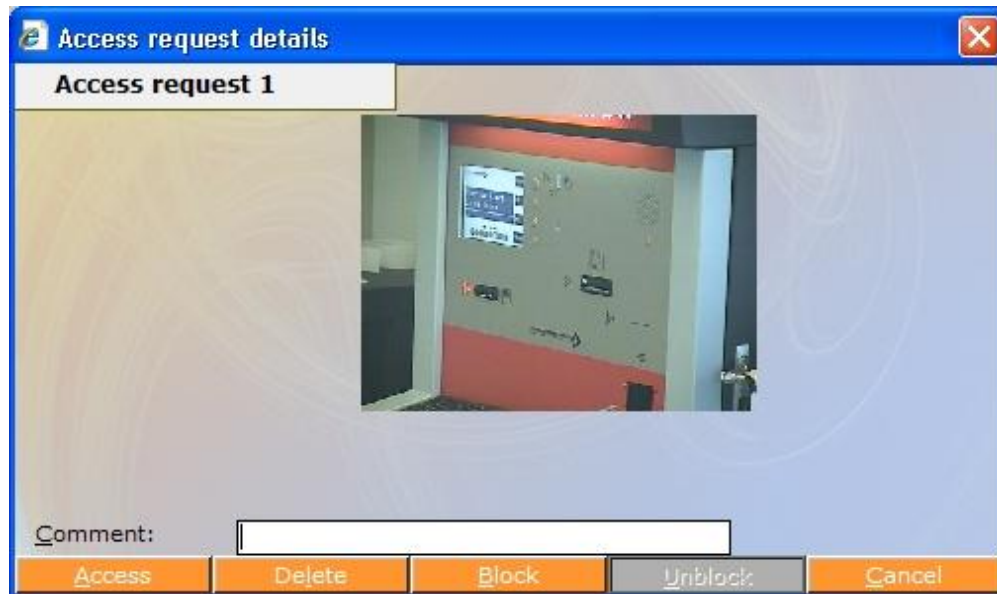 Access request details
Access request 1
Comment:
Access Delete Block Unblock Cancel